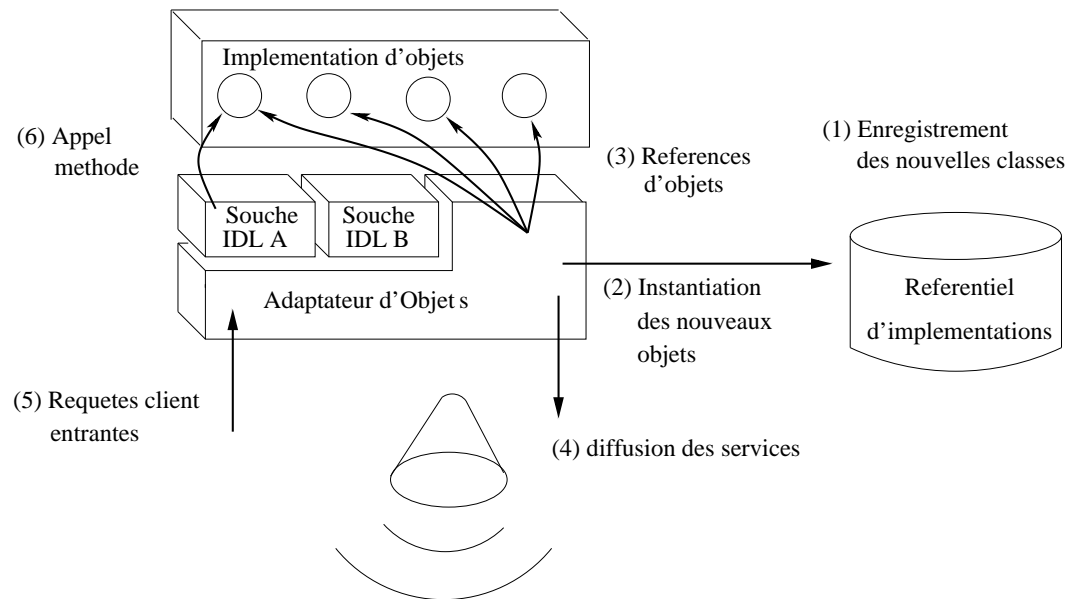 Implementation d'objets
(6) Appel
methode
(1) Enregistrement
des nouvelles classes
(3) References
d'objets
Souche
IDL A
Souche
IDL B
Adaptateur d'Objet s
(2) Instantiation
des nouveaux
objets
Réferentiel
d'implementations
(5) Requetes client
entrantes
(4) diffusion des services